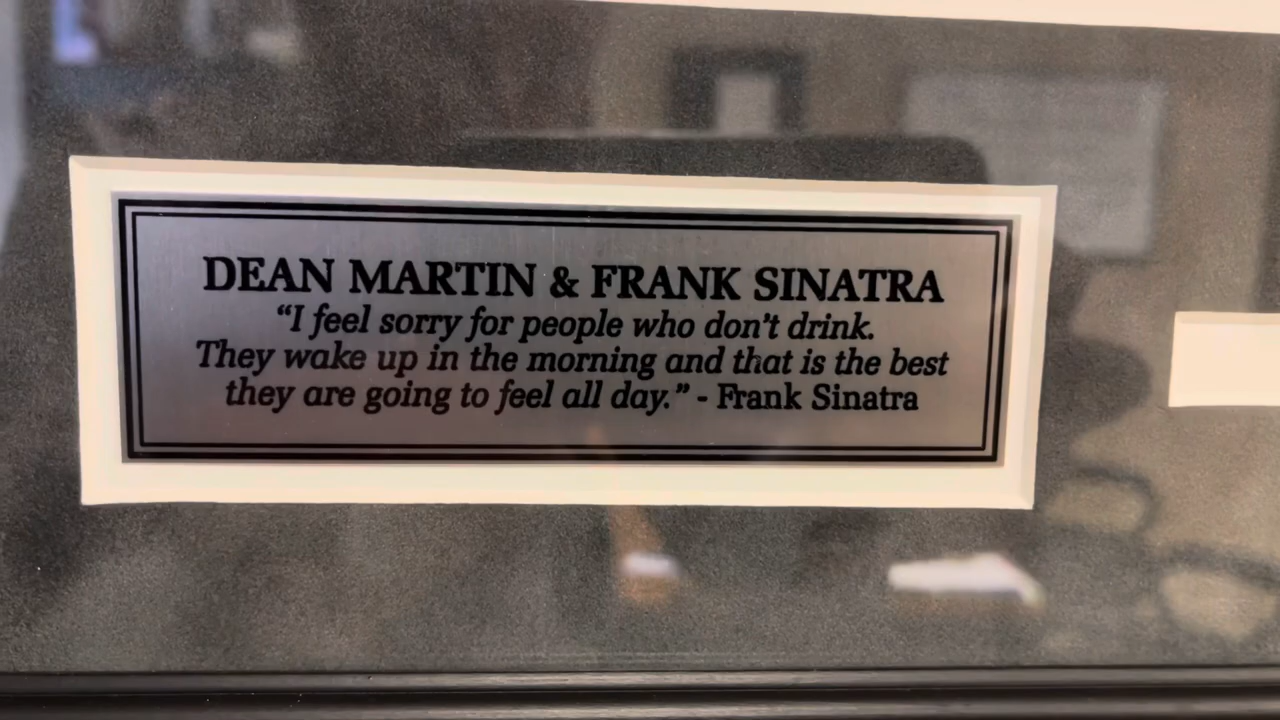 DEAN MARTIN & FRANK SINATRA
“I feel sorry for people who don’t drink.
They wake up in the morning and that is the best
they are going to feel all day.” - Frank Sinatra